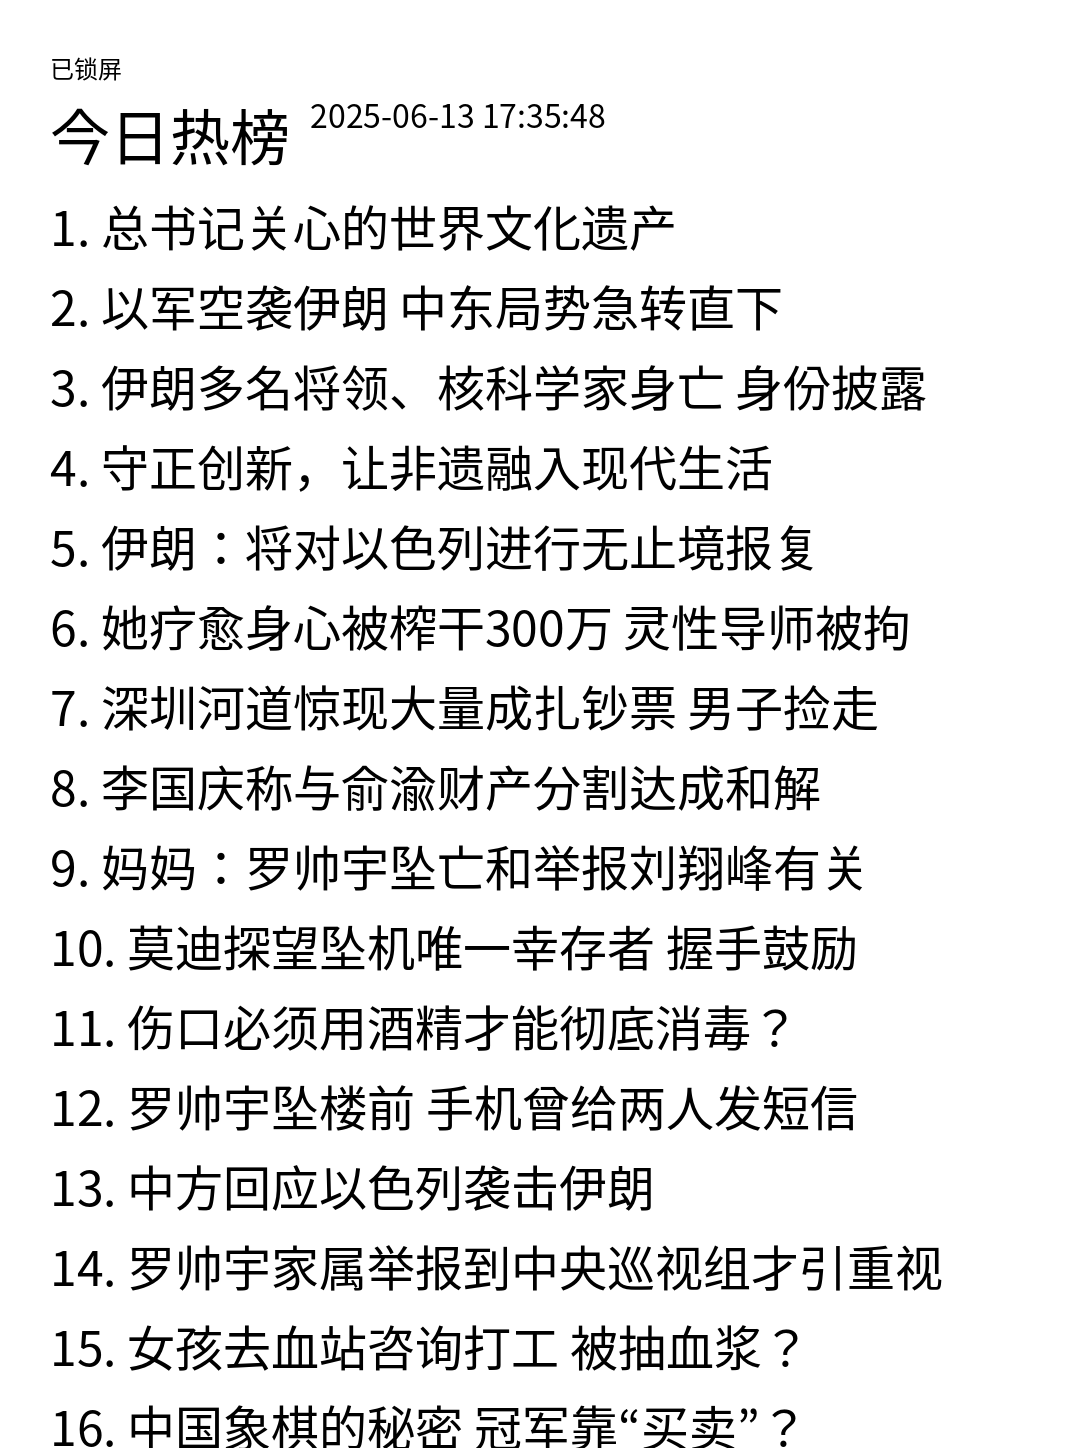 已锁屏
今日热榜 2025-06-13 17:35:48
1. 总书记关心的世界文化遗产
2. 以军空袭伊朗 中东局势急转直下
3. 伊朗多名将领、核科学家身亡 身份披露
4. 守正创新，让非遗融入现代生活
5. 伊朗：将对以色列进行无止境报复
6. 她疗愈身心被榨干300万 灵性导师被拘
7. 深圳河道惊现大量成扎钞票 男子捡走
8. 李国庆称与俞渝财产分割达成和解
9. 妈妈：罗帅宇坠亡和举报刘翔峰有关
10. 莫迪探望坠机唯一幸存者 握手鼓励
11. 伤口必须用酒精才能彻底消毒？
12. 罗帅宇坠楼前 手机曾给两人发短信
13. 中方回应以色列袭击伊朗
14. 罗帅宇家属举报到中央巡视组才引重视
15. 女孩去血站咨询打工 被抽血浆？
16. 中国象棋的秘密 冠军靠“买卖”？